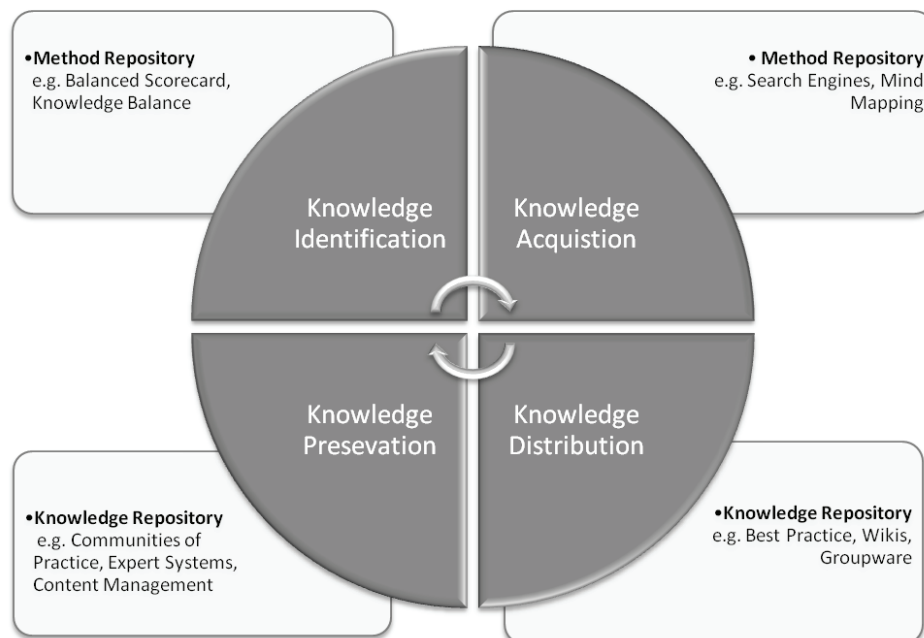 •Method Repository
e.g. Balanced Scorecard,
Knowledge Balance
• Method Repository
e.g. Search Engines, Mind
Mapping
Knowledge
Identification
Knowledge
Acquistion
Knowledge
Presevation
Knowledge
Distribution
•Knowledge Repository
e.g. Communities of
Practice, Expert Systems,
Content Management
•Knowledge Repository
e.g. Best Practice, Wikis,
Groupware